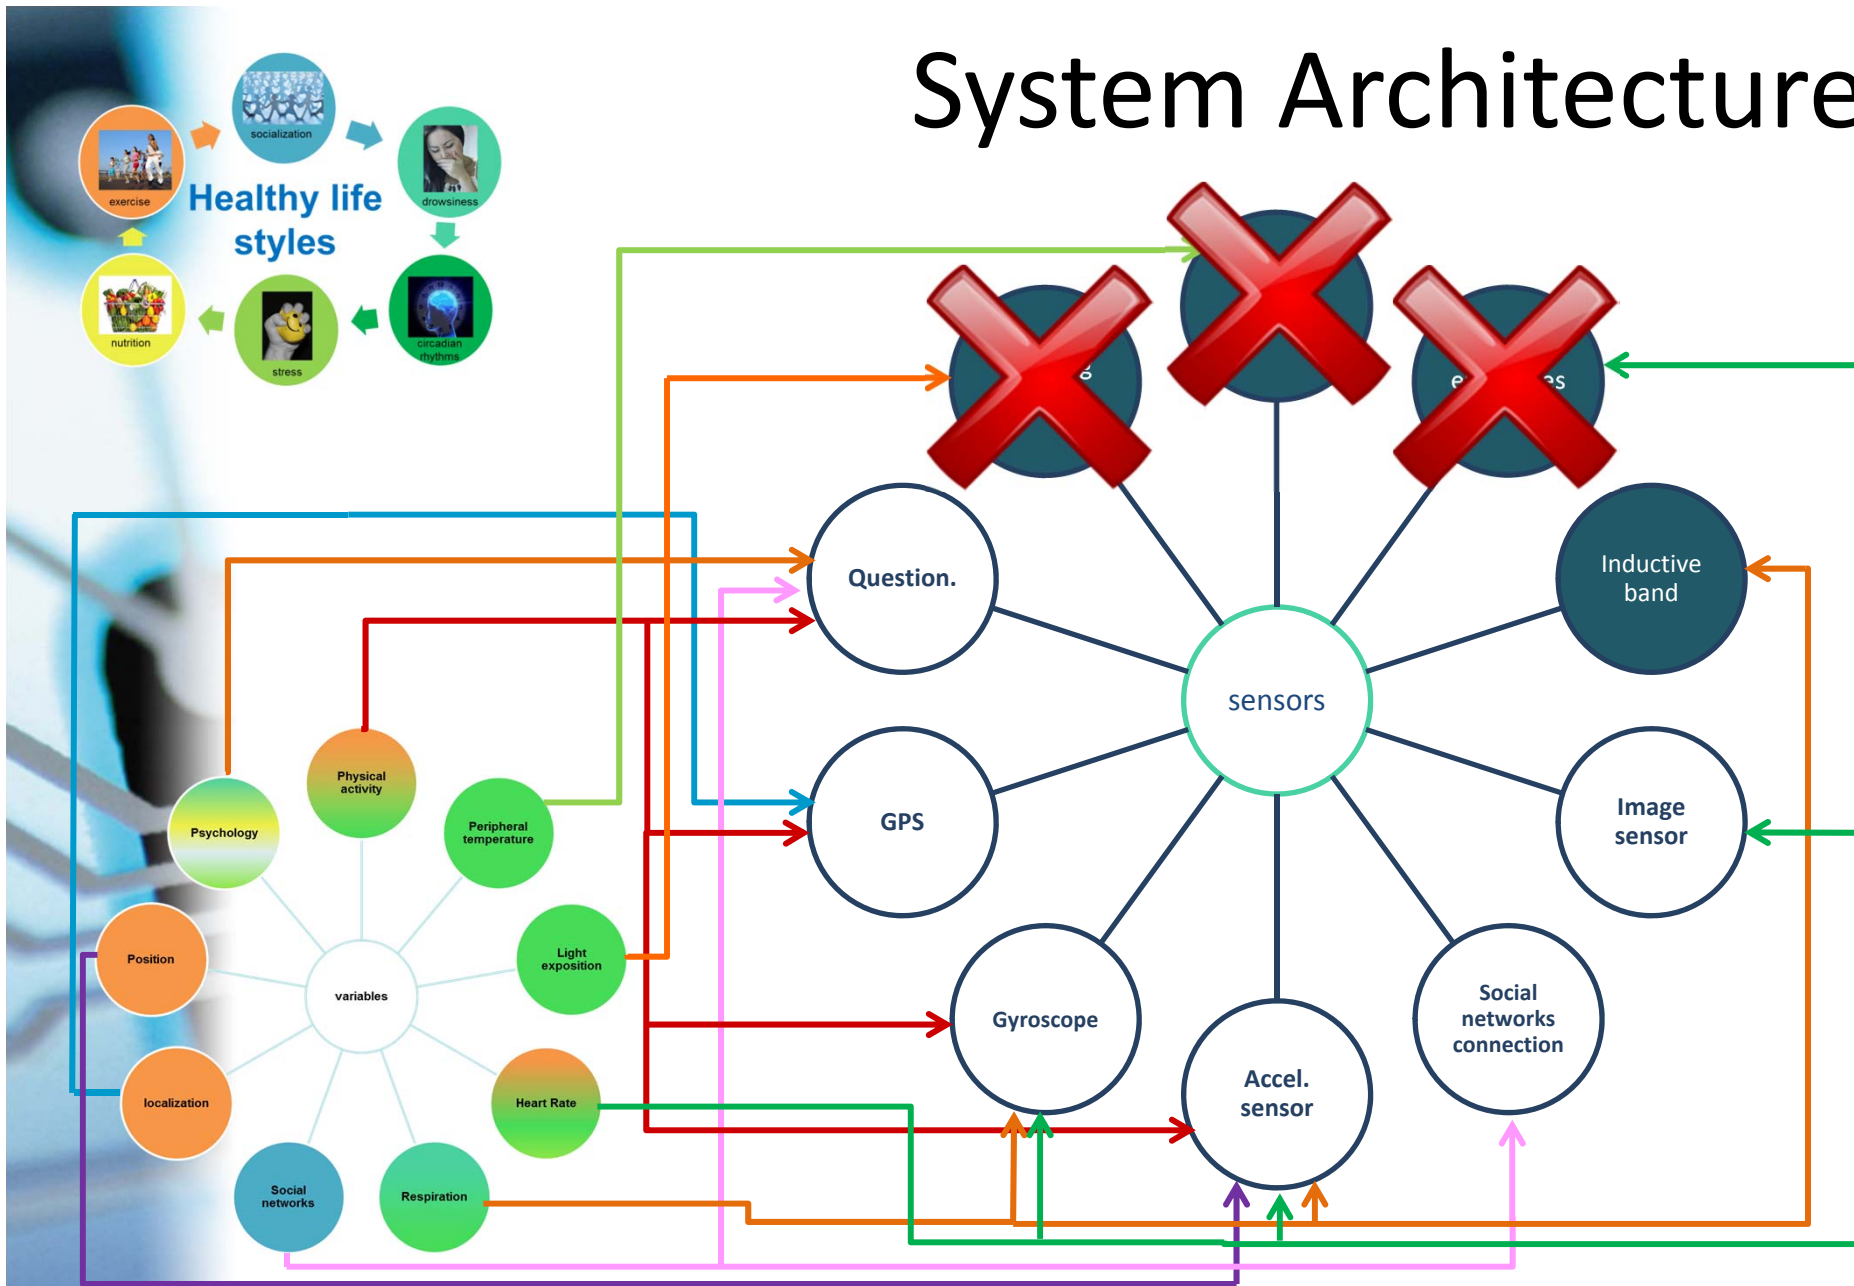 System Architecture
socialization
exercise
drowsiness
Healthy life
styles
nutrition
circadian
rhythms
stress
Inductive
band
Question.
sensors
Physical
activity
Peripheral
temperature
Psychology
GPS
Image
sensor
Light
exposition
Position
variables
Gyroscope
Social
networks
connection
localization
Heart Rate
Accel.
sensor
Social
networks
Respiration